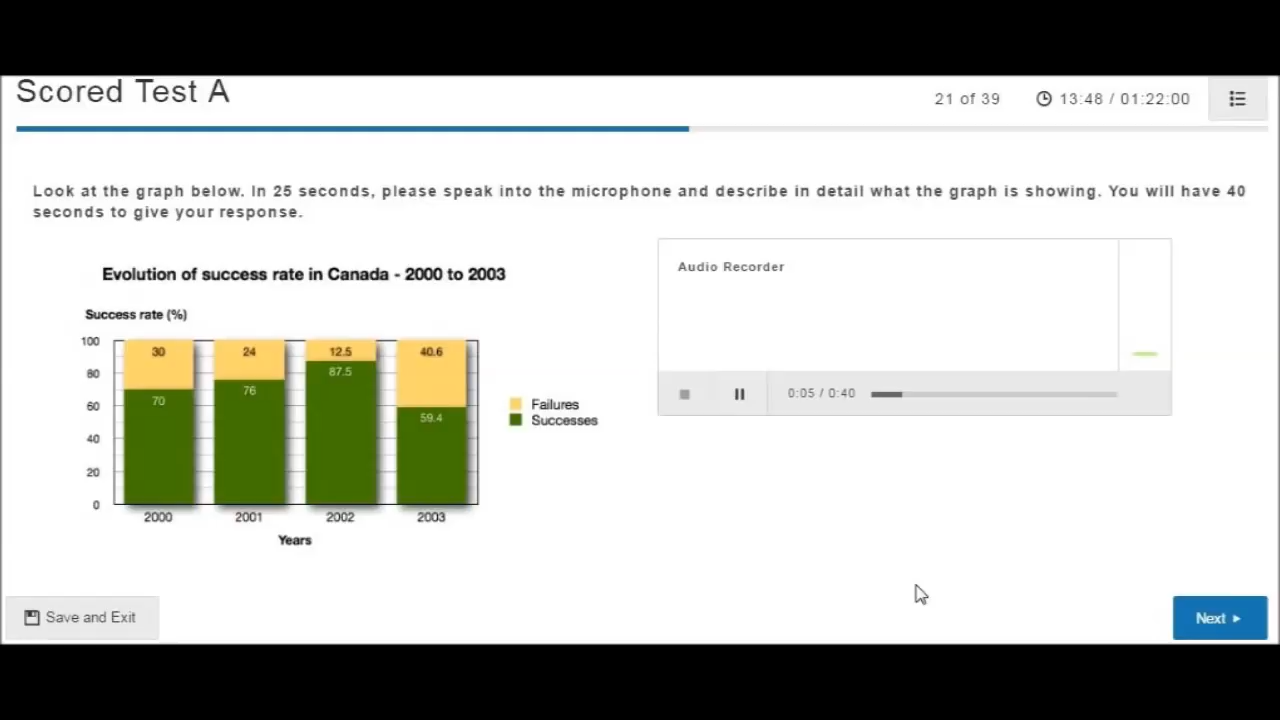 Scored Test A
21 of 39
13:48 / 01:22:00
Look at the graph below. In 25 seconds, please speak into the microphone and describe in detail what the graph is showing. You will have 40
seconds to give your response.
Evolution of success rate in Canada - 2000 to 2003
Success rate (%)
100
80
60
40
20
0
30
24
12.5
40.6
70
76
87.5
59.4
2000
2001
2002
2003
Years
Failures
Successes
Audio Recorder
0:05 / 0:40
Save and Exit
Next